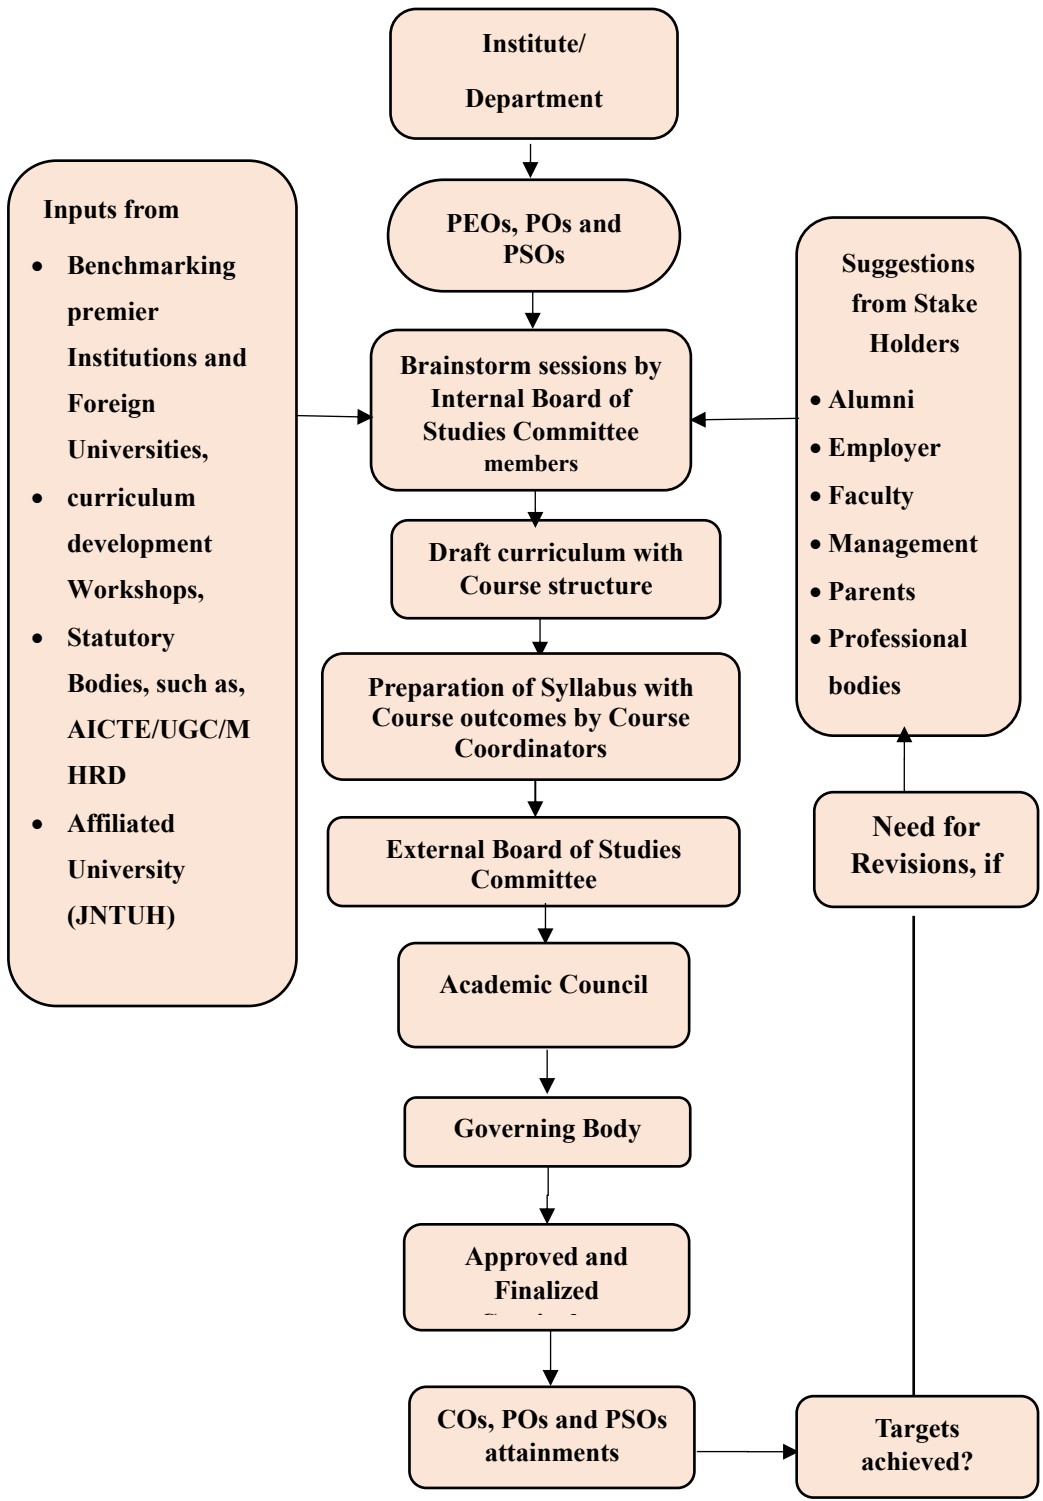 Institute/
Department
PEOs, POs and
PSOs
Inputs from
• Benchmarking
premier
Institutions and
Foreign
Universities,
• curriculum
development
Workshops,
• Statutory
Bodies, such as,
AICTE/UGC/M
HRD
• Affiliated
University
(JNTUH)
Suggestions
from Stake
Holders
• Alumni
• Employer
• Faculty
• Management
• Parents
• Professional
bodies
Brainstorm sessions by
Internal Board of
Studies Committee
members
Draft curriculum with
Course structure
Preparation of Syllabus with
Course outcomes by Course
Coordinators
External Board of Studies
Committee
Need for
Revisions, if
Academic Council
Governing Body
Approved and
Finalized
COs, POs and PSOs
attainments
Targets
achieved?